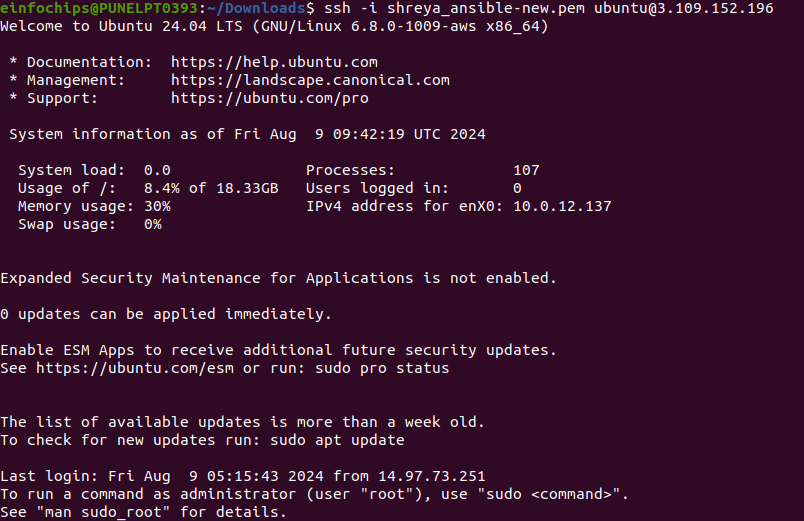 einfochips@PUNELPT0393:~/Downloads$ ssh -i shreya_ansible-new.pem ubuntu@3.109.152.196
Welcome to Ubuntu 24.04 LTS (GNU/Linux 6.8.0-1009-aws x86_64)

 * Documentation:  https://help.ubuntu.com
 * Management:     https://landscape.canonical.com
 * Support:        https://ubuntu.com/pro

 System information as of Fri Aug  9 09:42:19 UTC 2024

  System load:  0.0                Processes:             107
  Usage of /:   8.4% of 18.33GB   Users logged in:       0
  Memory usage: 30%               IPv4 address for enX0: 10.0.12.137
  Swap usage:   0%

Expanded Security Maintenance for Applications is not enabled.

0 updates can be applied immediately.

Enable ESM Apps to receive additional future security updates.
See https://ubuntu.com/esm or run: sudo pro status

The list of available updates is more than a week old.
To check for new updates run: sudo apt update

Last login: Fri Aug  9 05:15:43 2024 from 14.97.73.251
To run a command as administrator (user "root"), use "sudo <command>".
See "man sudo_root" for details.